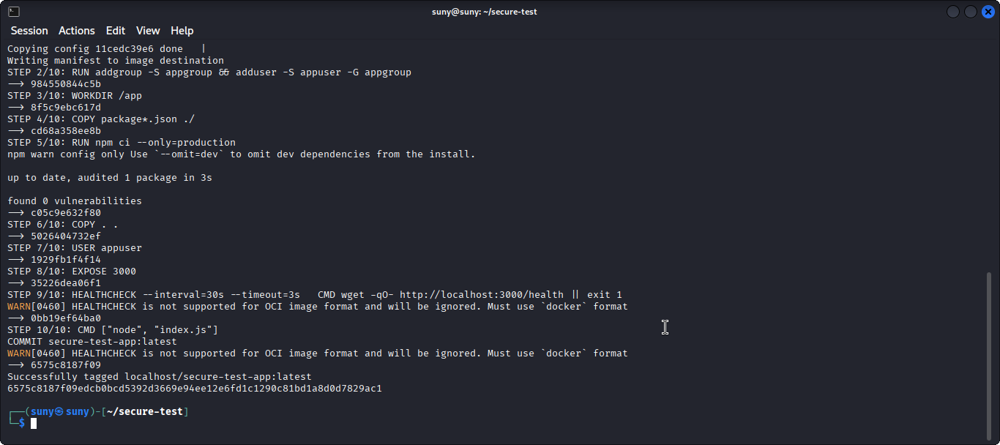 suny@suny: ~/secure-test
Session Actions Edit View Help
Copying config 11cedc39e6 done   |
Writing manifest to image destination
STEP 2/10: RUN addgroup -S appgroup && adduser -S appuser -G appgroup
--> 984550844c5b
STEP 3/10: WORKDIR /app
--> 8f5c9ebc617d
STEP 4/10: COPY package*.json ./
--> cd68a358ee8b
STEP 5/10: RUN npm ci --only=production
npm warn config only Use `--omit=dev` to omit dev dependencies from the install.
up to date, audited 1 package in 3s
found 0 vulnerabilities
--> c05c9e632f80
STEP 6/10: COPY . .
--> 5026404732ef
STEP 7/10: USER appuser
--> 1929fb1f4f14
STEP 8/10: EXPOSE 3000
--> 35226dea06f1
STEP 9/10: HEALTHCHECK --interval=30s --timeout=3s   CMD wget -qO- http://localhost:3000/health || exit 1
WARN[0460] HEALTHCHECK is not supported for OCI image format and will be ignored. Must use `docker` format
--> 0bb19ef64ba0
STEP 10/10: CMD ["node", "index.js"]
COMMIT secure-test-app:latest
WARN[0460] HEALTHCHECK is not supported for OCI image format and will be ignored. Must use `docker` format
--> 6575c8187f09
Successfully tagged localhost/secure-test-app:latest
6575c8187f09edcb0bcd5392d3669e94ee12e6fd1c1290c81bd1a8d0d7829ac1
┌──(suny㉿suny)-[~/secure-test]
└─$